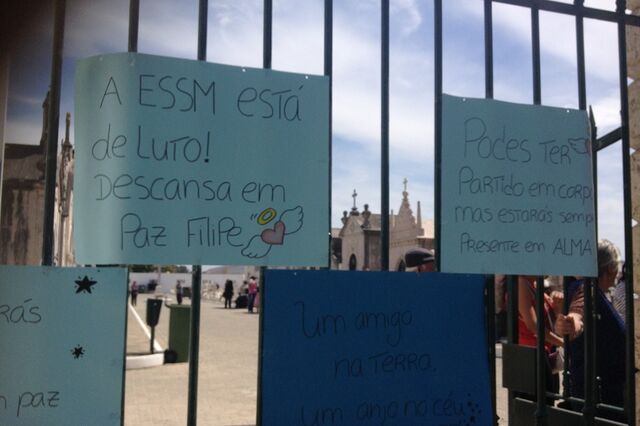 A ESSM está
de Luto!
Descansa em
Paz Filipe
Podes Ter
Partido em corpo
mas estarás semp
Presente em Alma
rás
paz
Um amigo
na Terra,
um anjo no céu